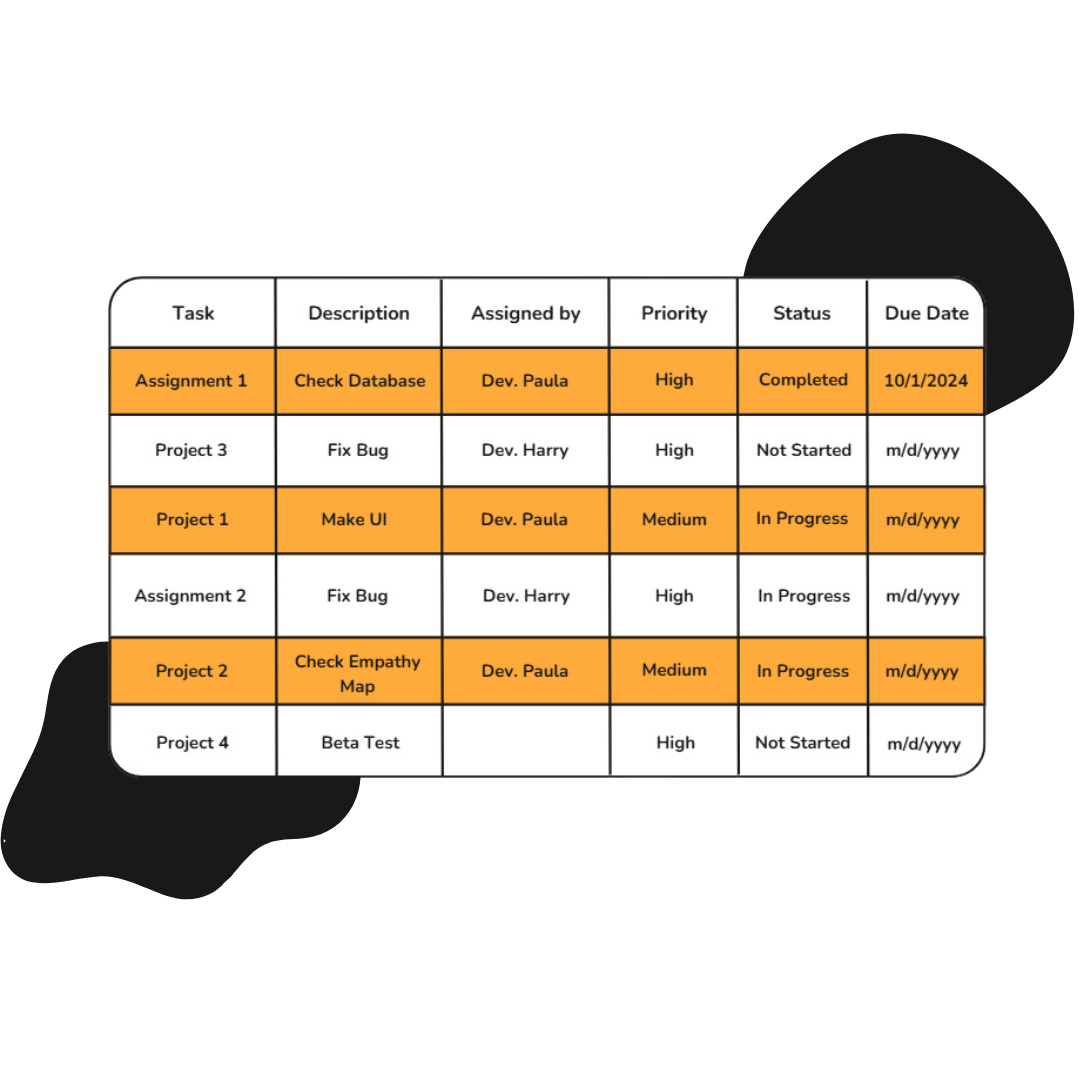 Task Description Assigned by Priority Status Due Date
Assignment 1 Check Database Dev. Paula High Completed 10/1/2024
Project 3 Fix Bug Dev. Harry High Not Started m/d/yyyy
Project 1 Make UI Dev. Paula Medium In Progress m/d/yyyy
Assignment 2 Fix Bug Dev. Harry High In Progress m/d/yyyy
Project 2 Check Empathy Map Dev. Paula Medium In Progress m/d/yyyy
Project 4 Beta Test High Not Started m/d/yyyy